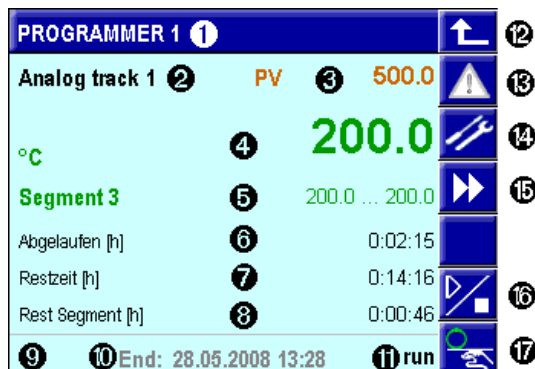 PROGRAMMER 1 1 12
Analog track 1 2 PV 3 500.0 13
°C 4 200.0 14
Segment 3 5 200.0 ... 200.0 15
Abgelaufen [h] 6 0:02:15
Restzeit [h] 7 0:14:16 16
Rest Segment [h] 8 0:00:46
9 10 End: 28.05.2008 13:28 11 run 17